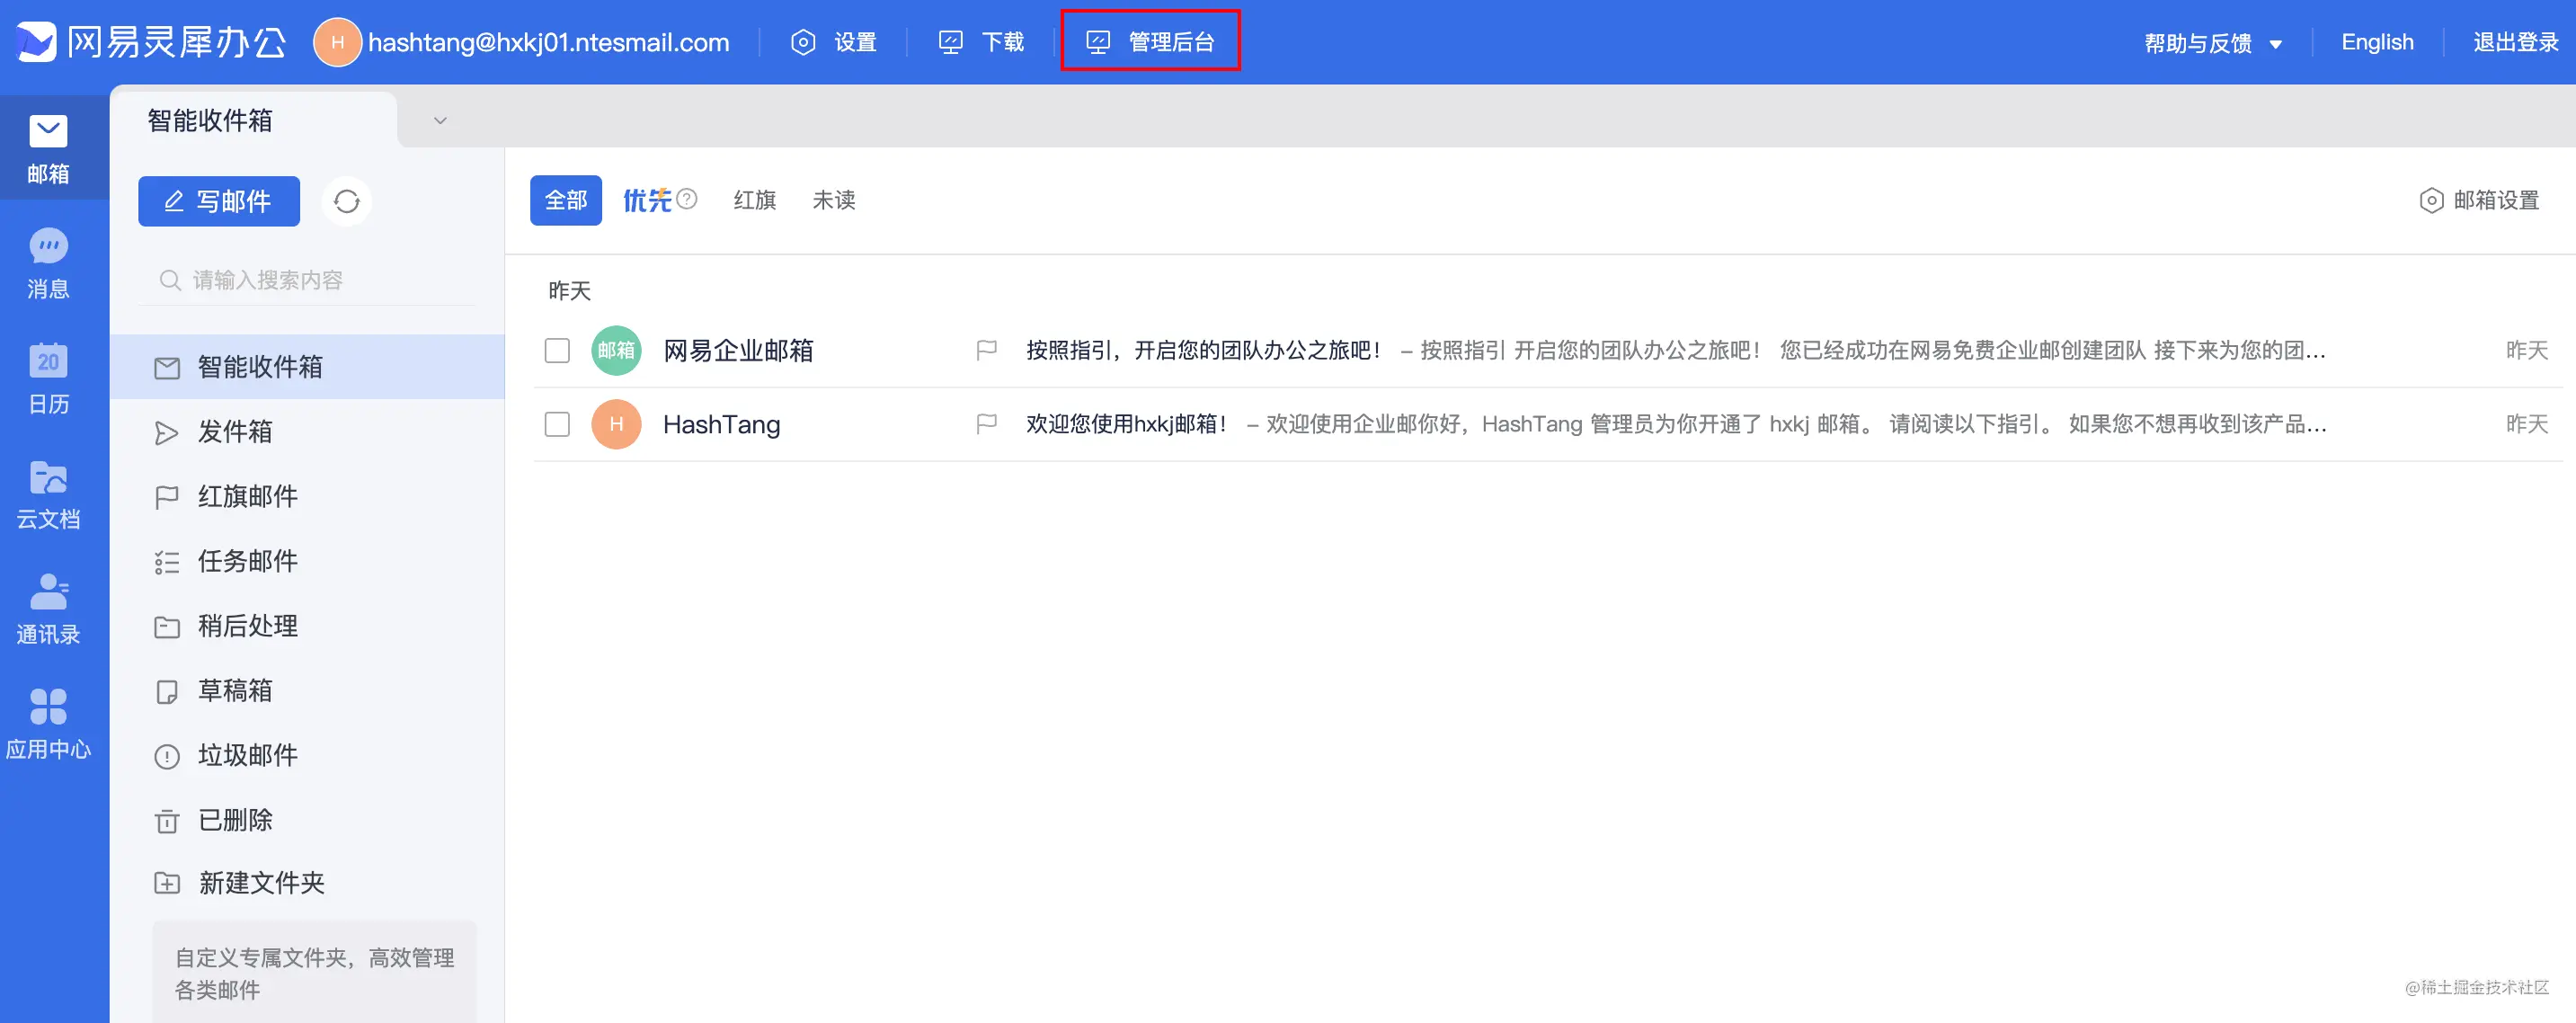 网易灵犀办公 H hashtang@hxkj01.ntesmail.com 设置 下载 管理后台 帮助与反馈 English 退出登录
智能收件箱
邮箱
消息
20
日历
云文档
通讯录
应用中心
写邮件
请输入搜索内容
智能收件箱
发件箱
红旗邮件
任务邮件
稍后处理
草稿箱
垃圾邮件
已删除
新建文件夹
自定义专属文件夹，高效管理
各类邮件
全部 优先 ? 红旗 未读 邮箱设置
昨天
邮箱 网易企业邮箱 按照指引，开启您的团队办公之旅吧！ – 按照指引 开启您的团队办公之旅吧！ 您已经成功在网易免费企业邮创建团队 接下来为您的团... 昨天
H HashTang 欢迎您使用hxkj邮箱！ – 欢迎使用企业邮你好，HashTang 管理员为你开通了 hxkj 邮箱。 请阅读以下指引。 如果您不想再收到该产品... 昨天
@稀土掘金技术社区